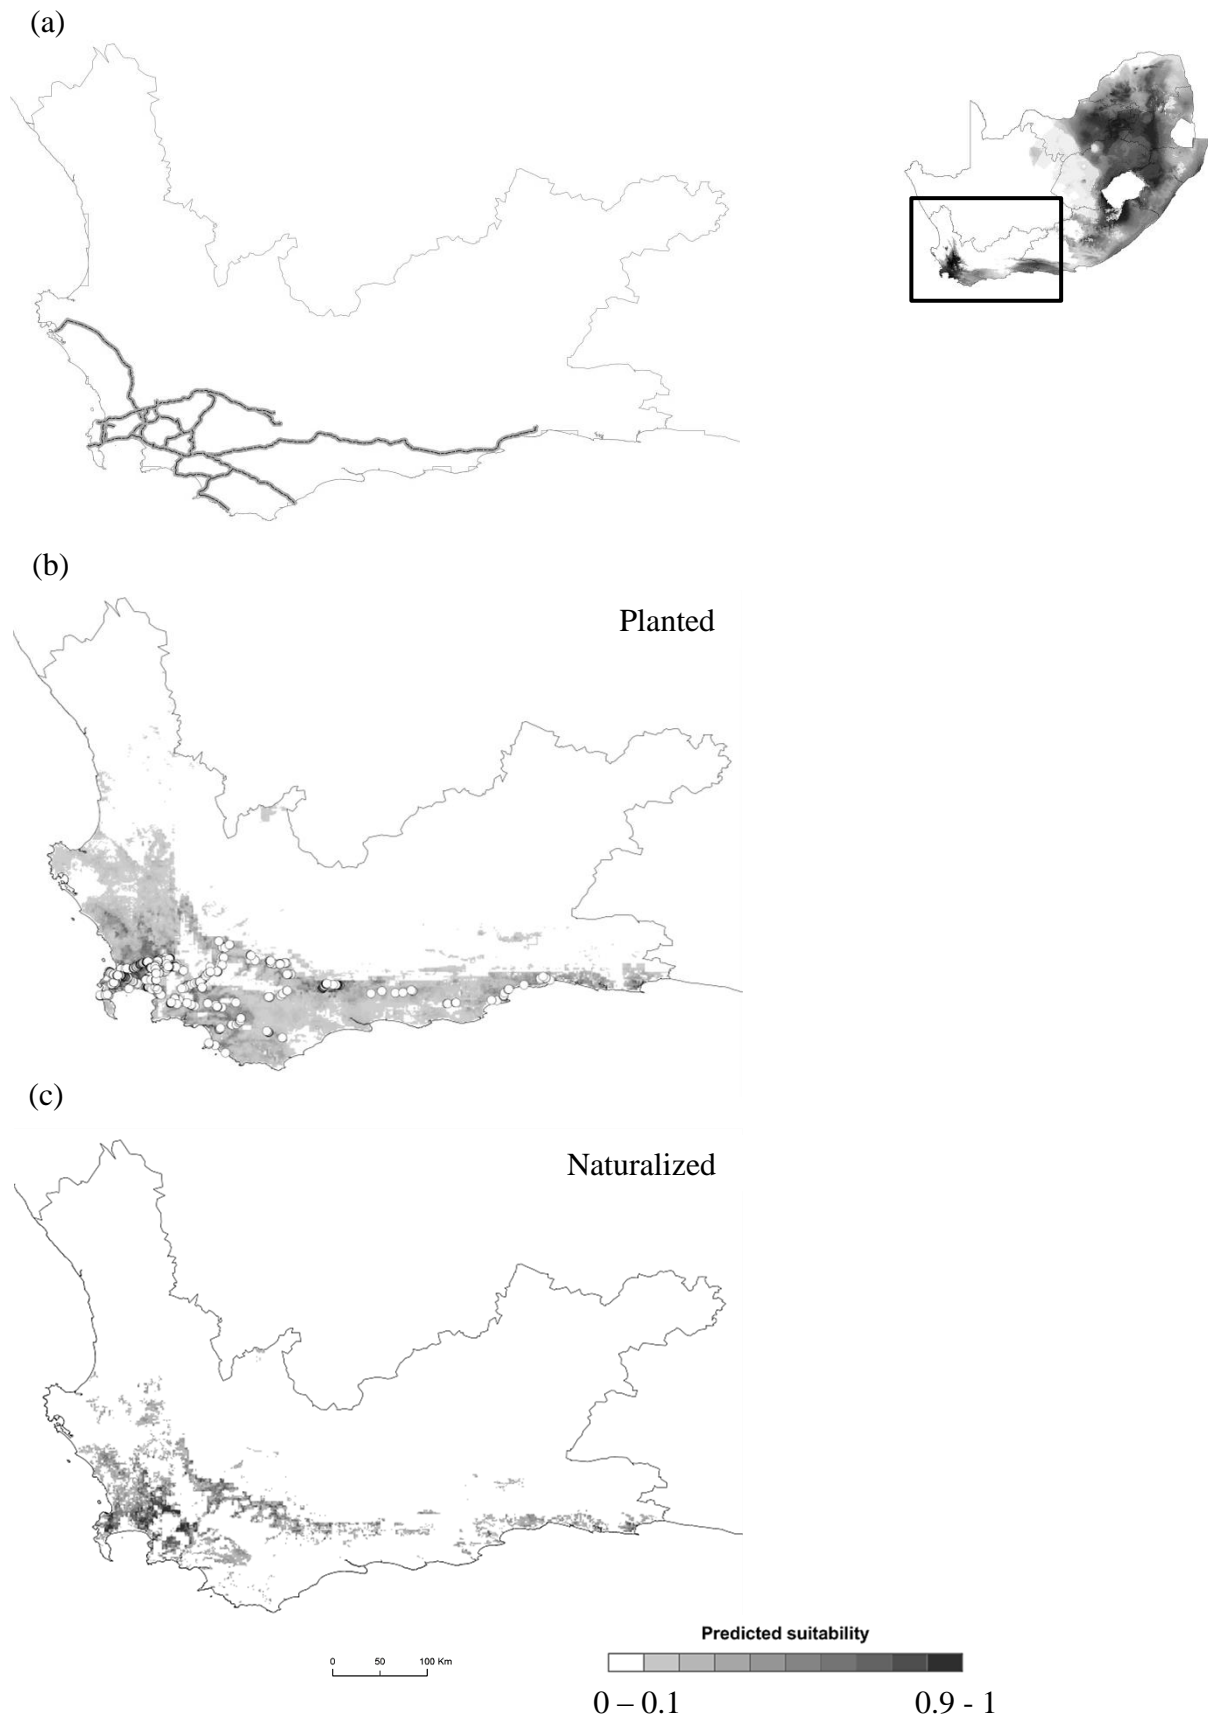 (a)
(b)
Planted
(c)
Naturalized
Predicted suitability
0 50 100 Km
0 – 0.1 0.9 - 1